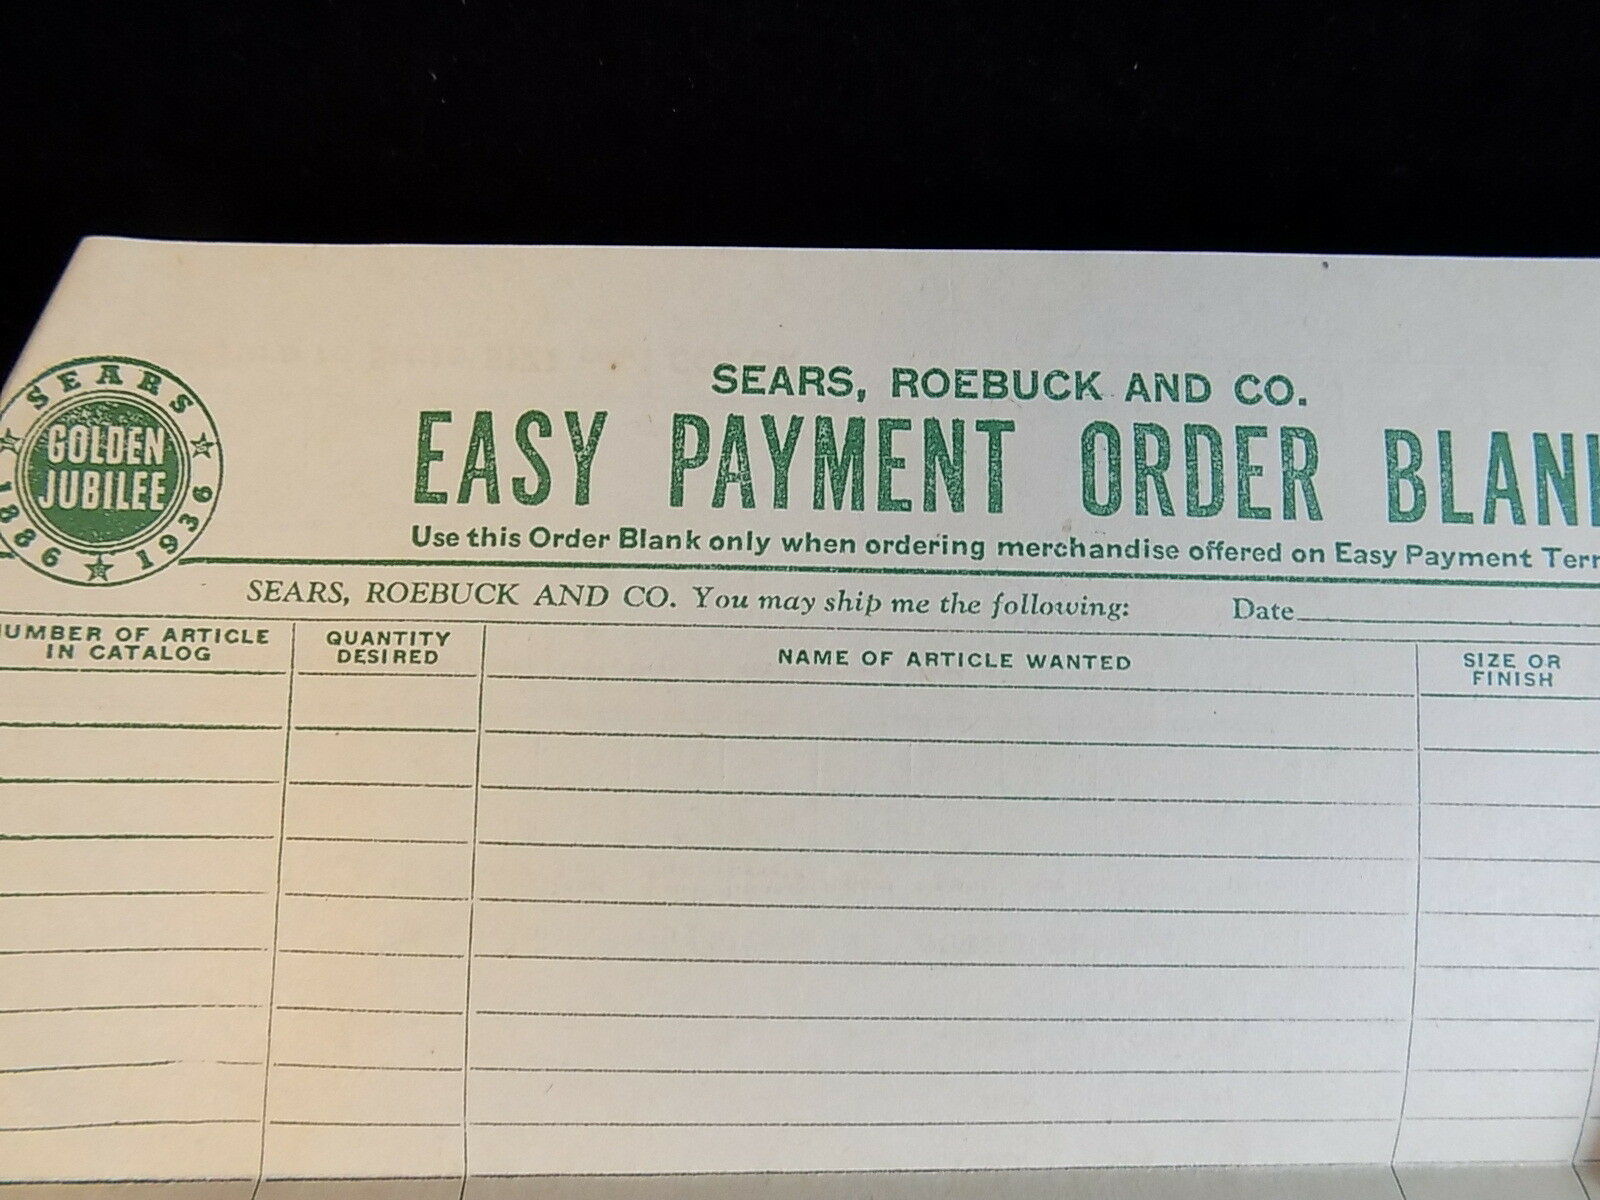 SEARS
GOLDEN
JUBILEE
1886 1936
SEARS, ROEBUCK AND CO.
EASY PAYMENT ORDER BLAN
Use this Order Blank only when ordering merchandise offered on Easy Payment Ter
SEARS, ROEBUCK AND CO. You may ship me the following: Date
UMBER OF ARTICLE
IN CATALOG
QUANTITY
DESIRED
NAME OF ARTICLE WANTED
SIZE OR
FINISH